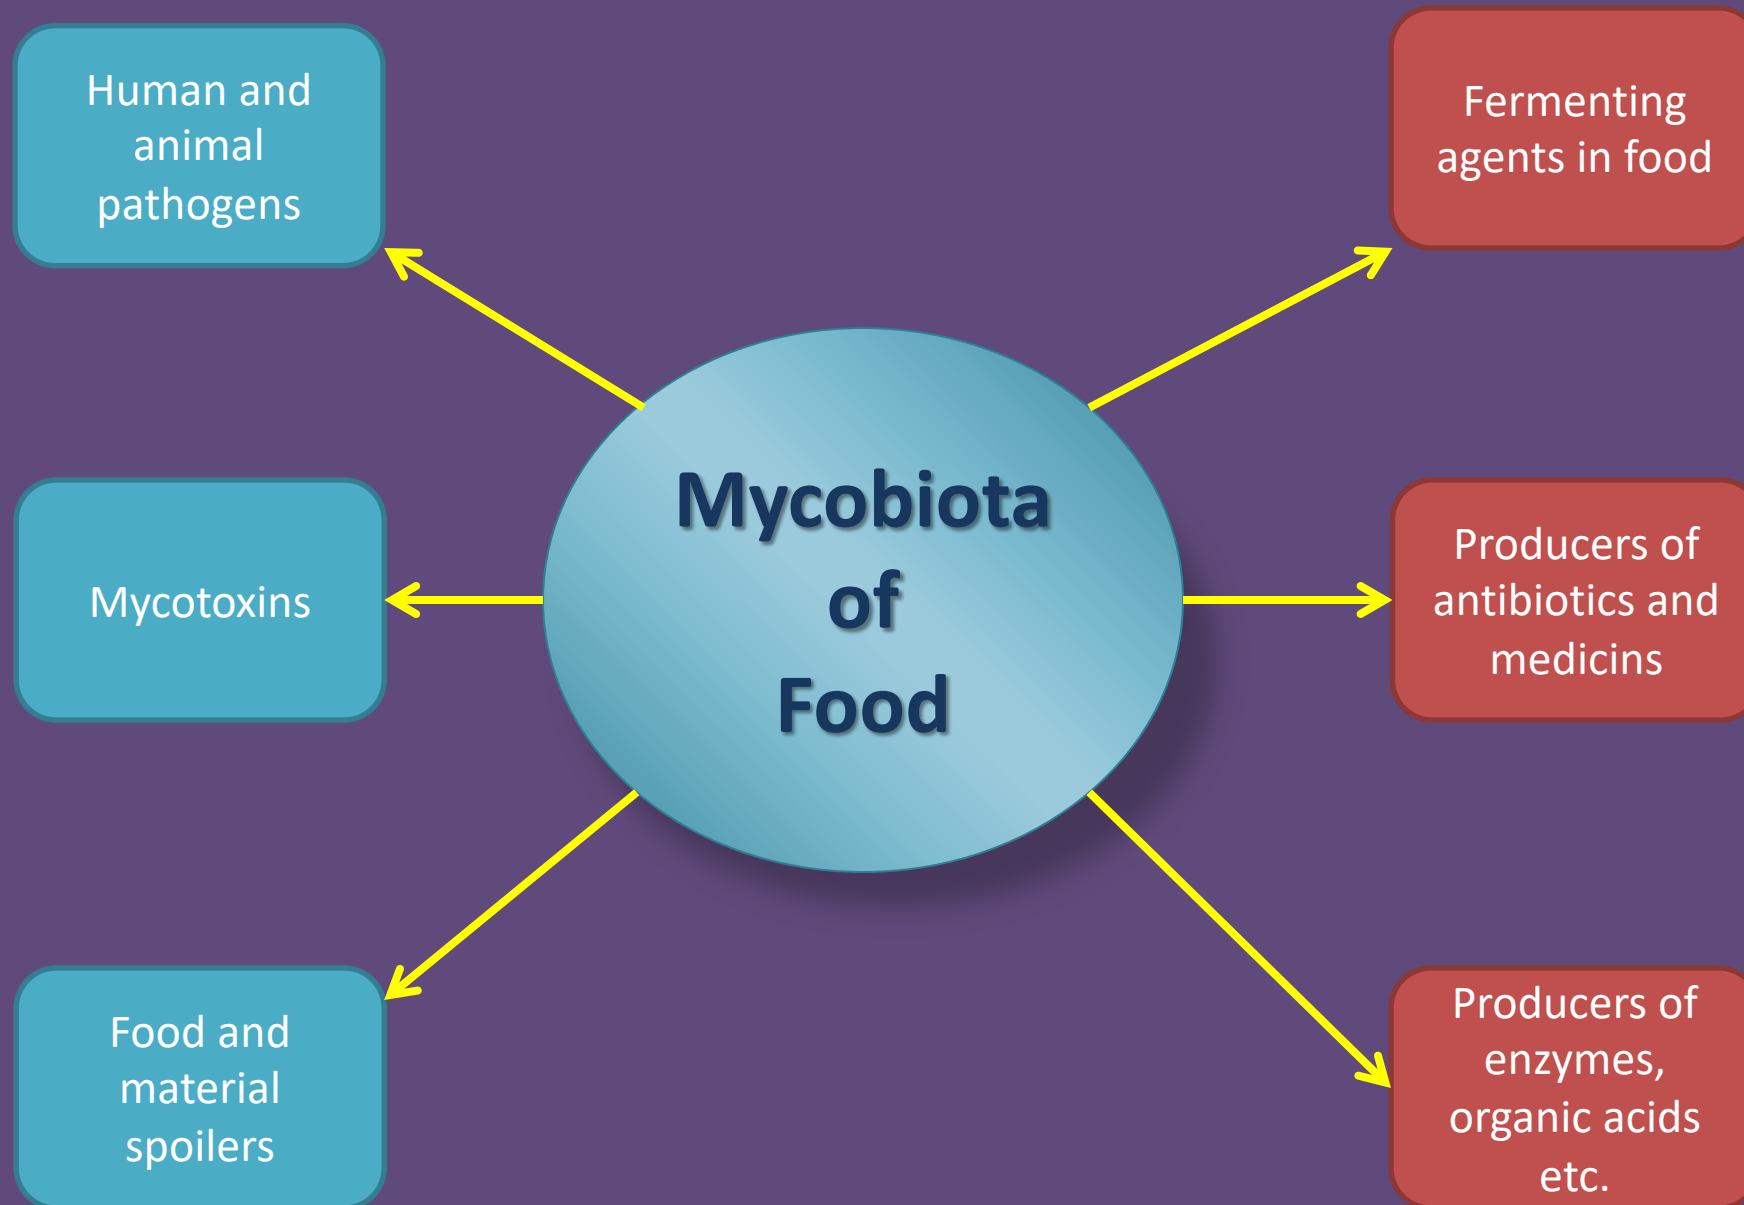 Human and
animal
pathogens
Fermenting
agents in food
Mycobiota
of
Food
Mycotoxins
Producers of
antibiotics and
medicins
Food and
material
spoilers
Producers of
enzymes,
organic acids
etc.